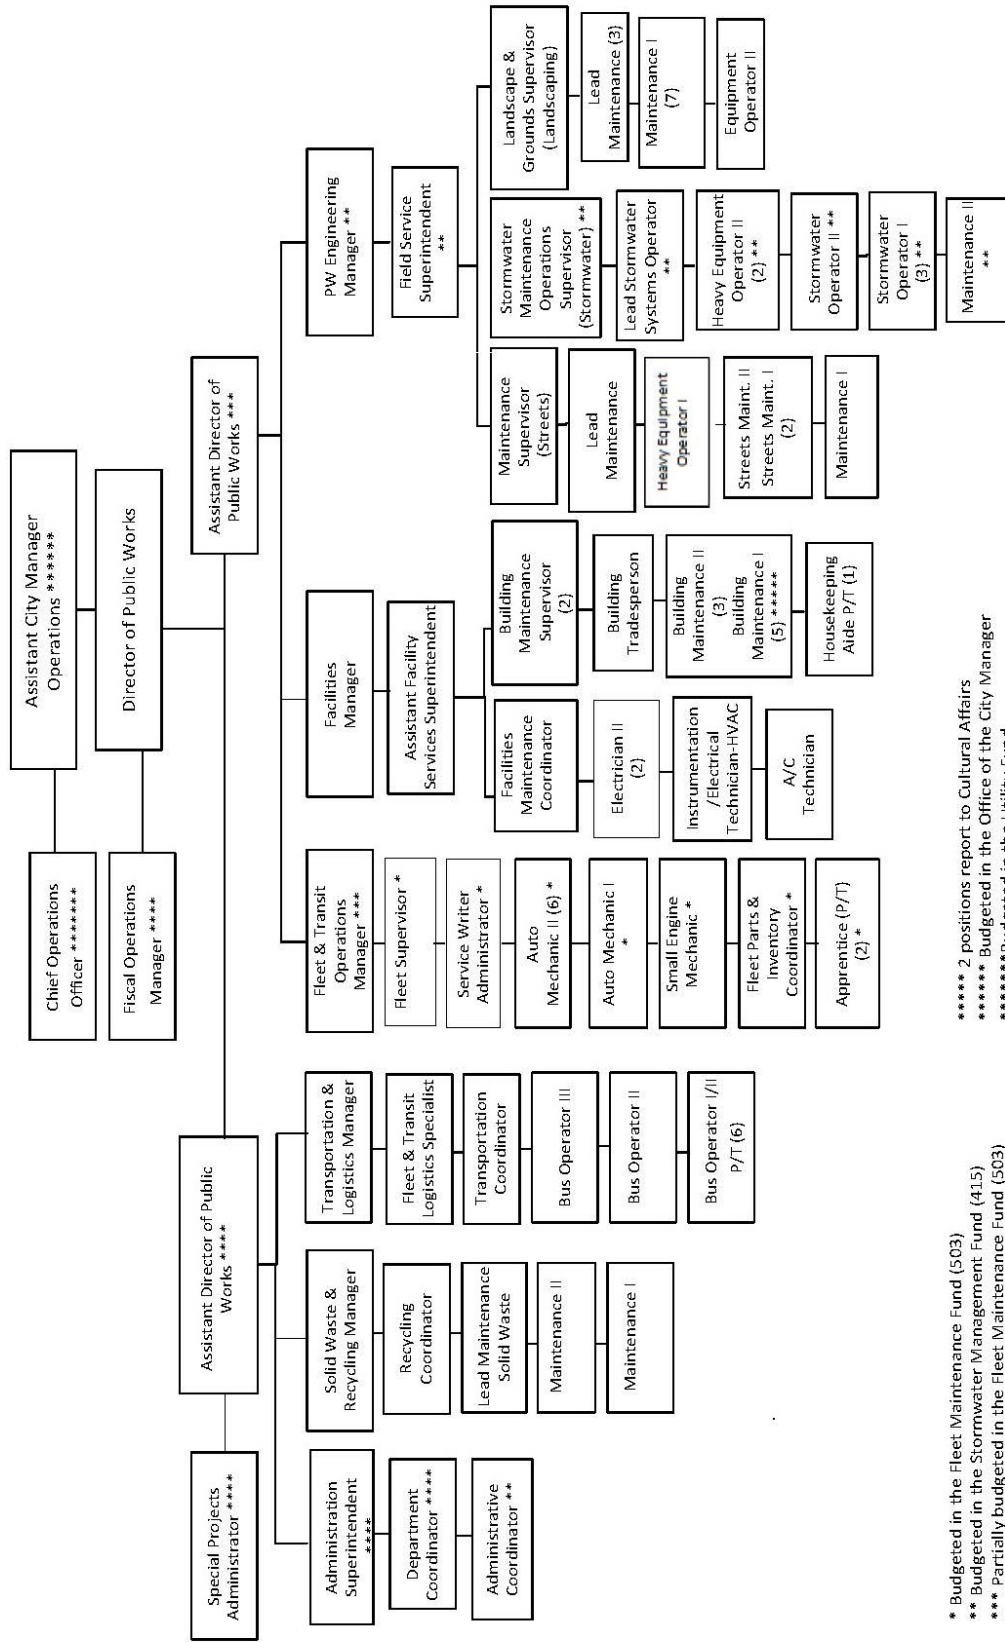 Assistant City Manager
Operations ******
Chief Operations
Officer *******
Director of Public Works
Fiscal Operations
Manager ****
Special Projects
Administrator ****
Assistant Director of Public
Works ****
Assistant Director of
Public Works ***
Administration
Superintendent
****
Department
Coordinator ****
Administrative
Coordinator **
Solid Waste &
Recycling Manager
Recycling
Coordinator
Lead Maintenance
Solid Waste
Maintenance II
Maintenance I
Transportation &
Logistics Manager
Fleet & Transit
Logistics Specialist
Transportation
Coordinator
Bus Operator III
Bus Operator II
Bus Operator I/II
P/T (6)
Fleet & Transit
Operations
Manager ***
Fleet Supervisor *
Service Writer
Administrator *
Auto
Mechanic II (6) *
Auto Mechanic I
*
Small Engine
Mechanic *
Fleet Parts &
Inventory
Coordinator *
Apprentice (P/T)
(2) *
Facilities
Manager
Assistant Facility
Services Superintendent
Facilities
Maintenance
Coordinator
Electrician II
(2)
Instrumentation
/Electrical
Technician-HVAC
A/C
Technician
Building
Maintenance
Supervisor
(2)
Building
Tradesperson
Building
Maintenance II
(3)
Building
Maintenance I
(5) *****
Housekeeping
Aide P/T (1)
PW Engineering
Manager **
Field Service
Superintendent
**
Maintenance
Supervisor
(Streets)
Lead
Maintenance
Heavy Equipment
Operator I
Streets Maint. II
Streets Maint. I
(2)
Maintenance I
Stormwater
Maintenance
Operations
Supervisor
(Stormwater) **
Lead Stormwater
Systems Operator
**
Heavy Equipment
Operator II
(2) **
Stormwater
Operator II **
Stormwater
Operator I
(3) **
Maintenance II
**
Landscape &
Grounds Supervisor
(Landscaping)
Lead
Maintenance (3)
Maintenance I
(7)
Equipment
Operator II
* Budgeted in the Fleet Maintenance Fund (503)
** Budgeted in the Stormwater Management Fund (415)
*** Partially budgeted in the Fleet Maintenance Fund (503)
***** 2 positions report to Cultural Affairs
****** Budgeted in the Office of the City Manager
*******Budgeted in the Utility Fund